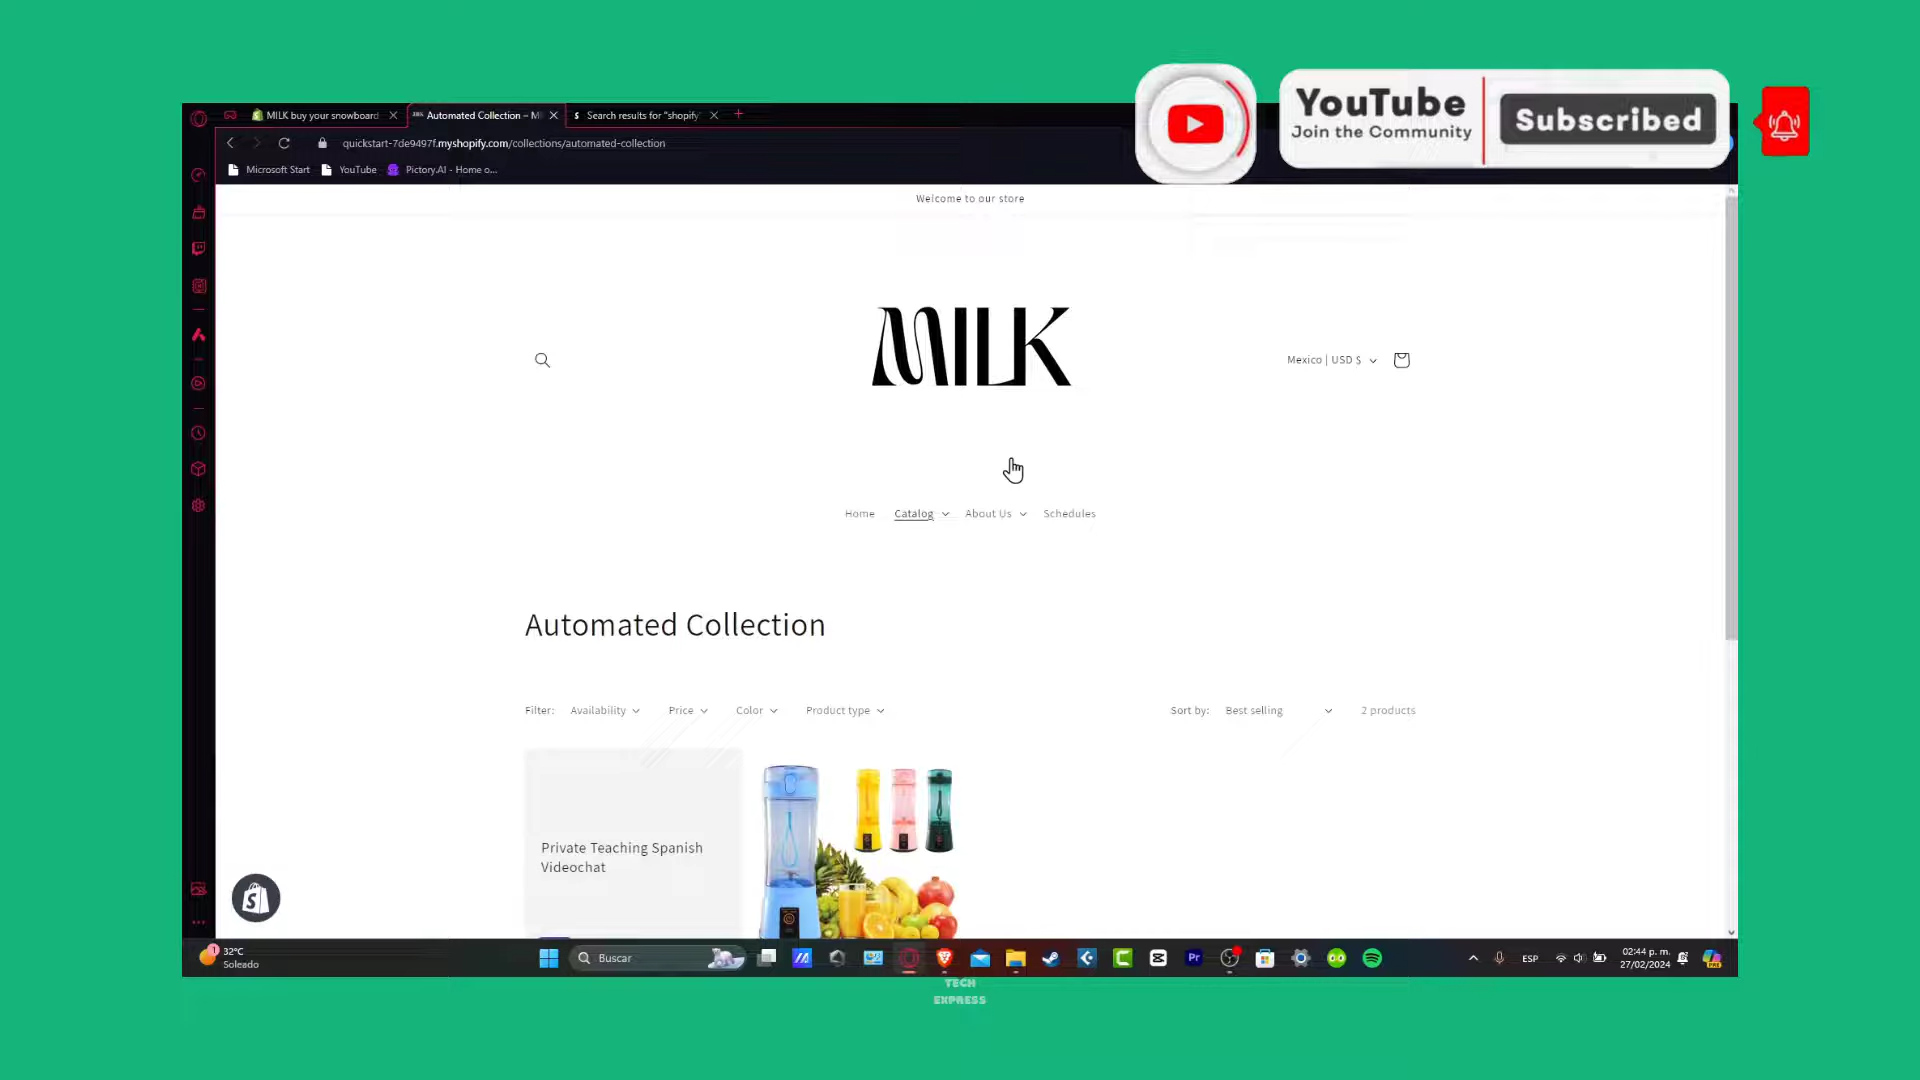 YouTube
Join the Community
Subscribed
MILK buy your snowboard
Automated Collection – M
Search results for "shopify
quickstart-7de9497f.myshopify.com/collections/automated-collection
Microsoft Start
YouTube
Pictory.AI - Home o...
Welcome to our store
MILK
Mexico | USD $
Home
Catalog
About Us
Schedules
Automated Collection
Filter:
Availability
Price
Color
Product type
Sort by:
Best selling
2 products
Private Teaching Spanish
Videochat
1
32°C
Soleado
Buscar
Pr
ESP
02:44 p. m.
27/02/2024
TECH
EXPRESS